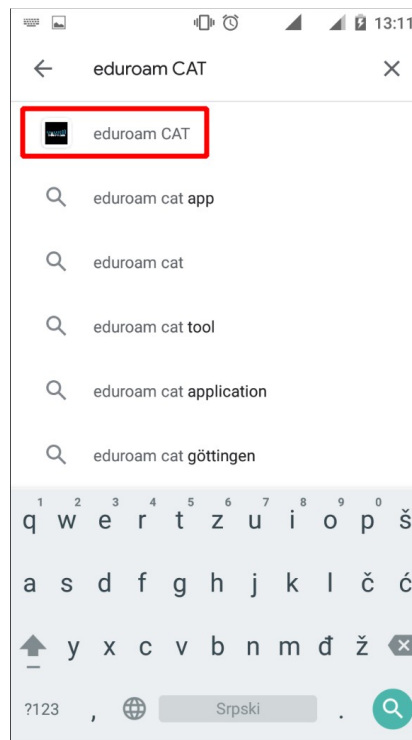 13:11
eduroam CAT
eduroam CAT
eduroam cat app
eduroam cat
eduroam cat tool
eduroam cat application
eduroam cat göttingen
1 2 3 4 5 6 7 8 9 0
q w e r t z u i o p š
a s d f g h j k l č ć
y x c v b n m đ ž
?123 , Srpski .